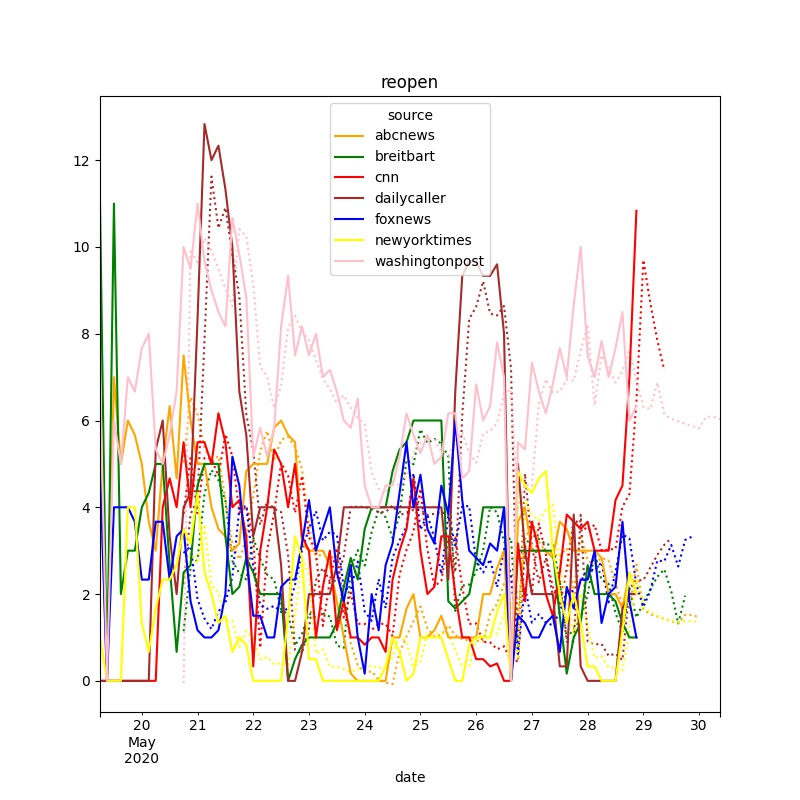 reopen
source
abcnews
breitbart
cnn
dailycaller
foxnews
newyorktimes
washingtonpost
12
10
8
6
4
2
0
20 21 22 23 24 25 26 27 28 29 30
May
2020
date